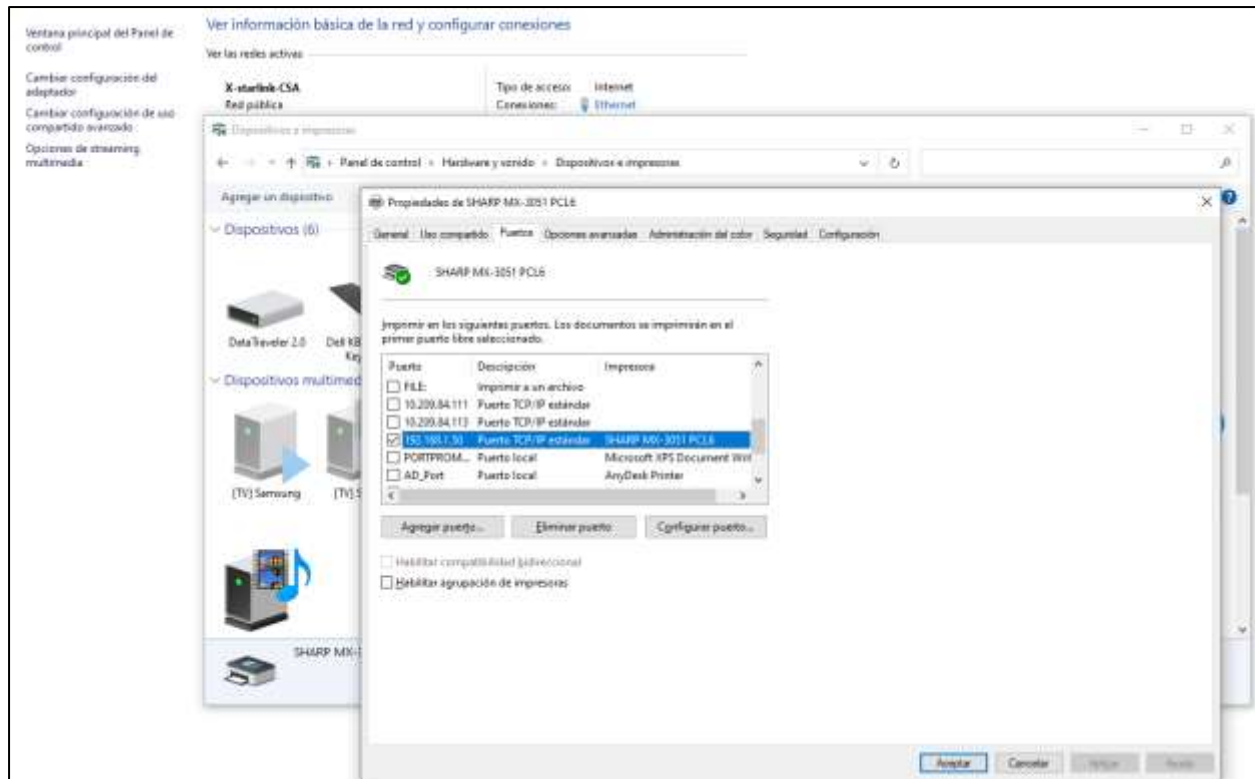 Ventana principal del Panel de control
Cambiar configuración del adaptador
Cambiar configuración de uso compartido avanzado
Opciones de streaming multimedia
Ver información básica de la red y configurar conexiones
Ver las redes activas
X-starlink-CSA
Red pública
Tipo de acceso: Internet
Conexiones: Ethernet
Dispositivos e impresoras
Panel de control > Hardware y sonido > Dispositivos e impresoras
Agregar un dispositivo
Dispositivos (6)
DataTraveler 2.0
Dell KB
Dispositivos multimed
[TV] Samsung
[TV] S
SHARP MX-3
Propiedades de SHARP MX-3051 PCL6
General Uso compartido Puertos Opciones avanzadas Administración del color Seguridad Configuración
SHARP MX-3051 PCL6
Imprimir en los siguientes puertos. Los documentos se imprimirán en el
primer puerto libre seleccionado.
Puerto Descripción Impresora
FILE: Imprimir a un archivo
10.209.84.111 Puerto TCP/IP estándar
10.209.84.113 Puerto TCP/IP estándar
Puerto TCP/IP estándar SHARP MX-3051 PCL6
PORTPROM... Puerto local Microsoft XPS Document Wri
AD_Port Puerto local AnyDesk Printer
Agregar puerto... Eliminar puerto Configurar puerto...
Habilitar compatibilidad bidireccional
Habilitar agrupación de impresoras
Aceptar Cancelar